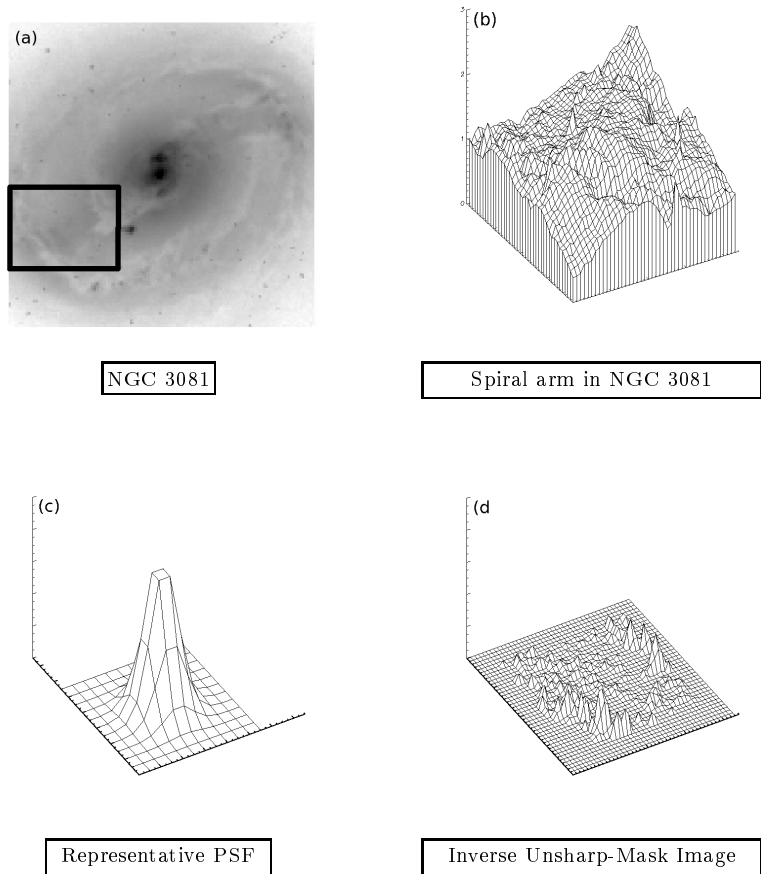 (a)
(b)
3
2
1
0
NGC 3081
Spiral arm in NGC 3081
(c)
(d
Representative PSF
Inverse Unsharp-Mask Image